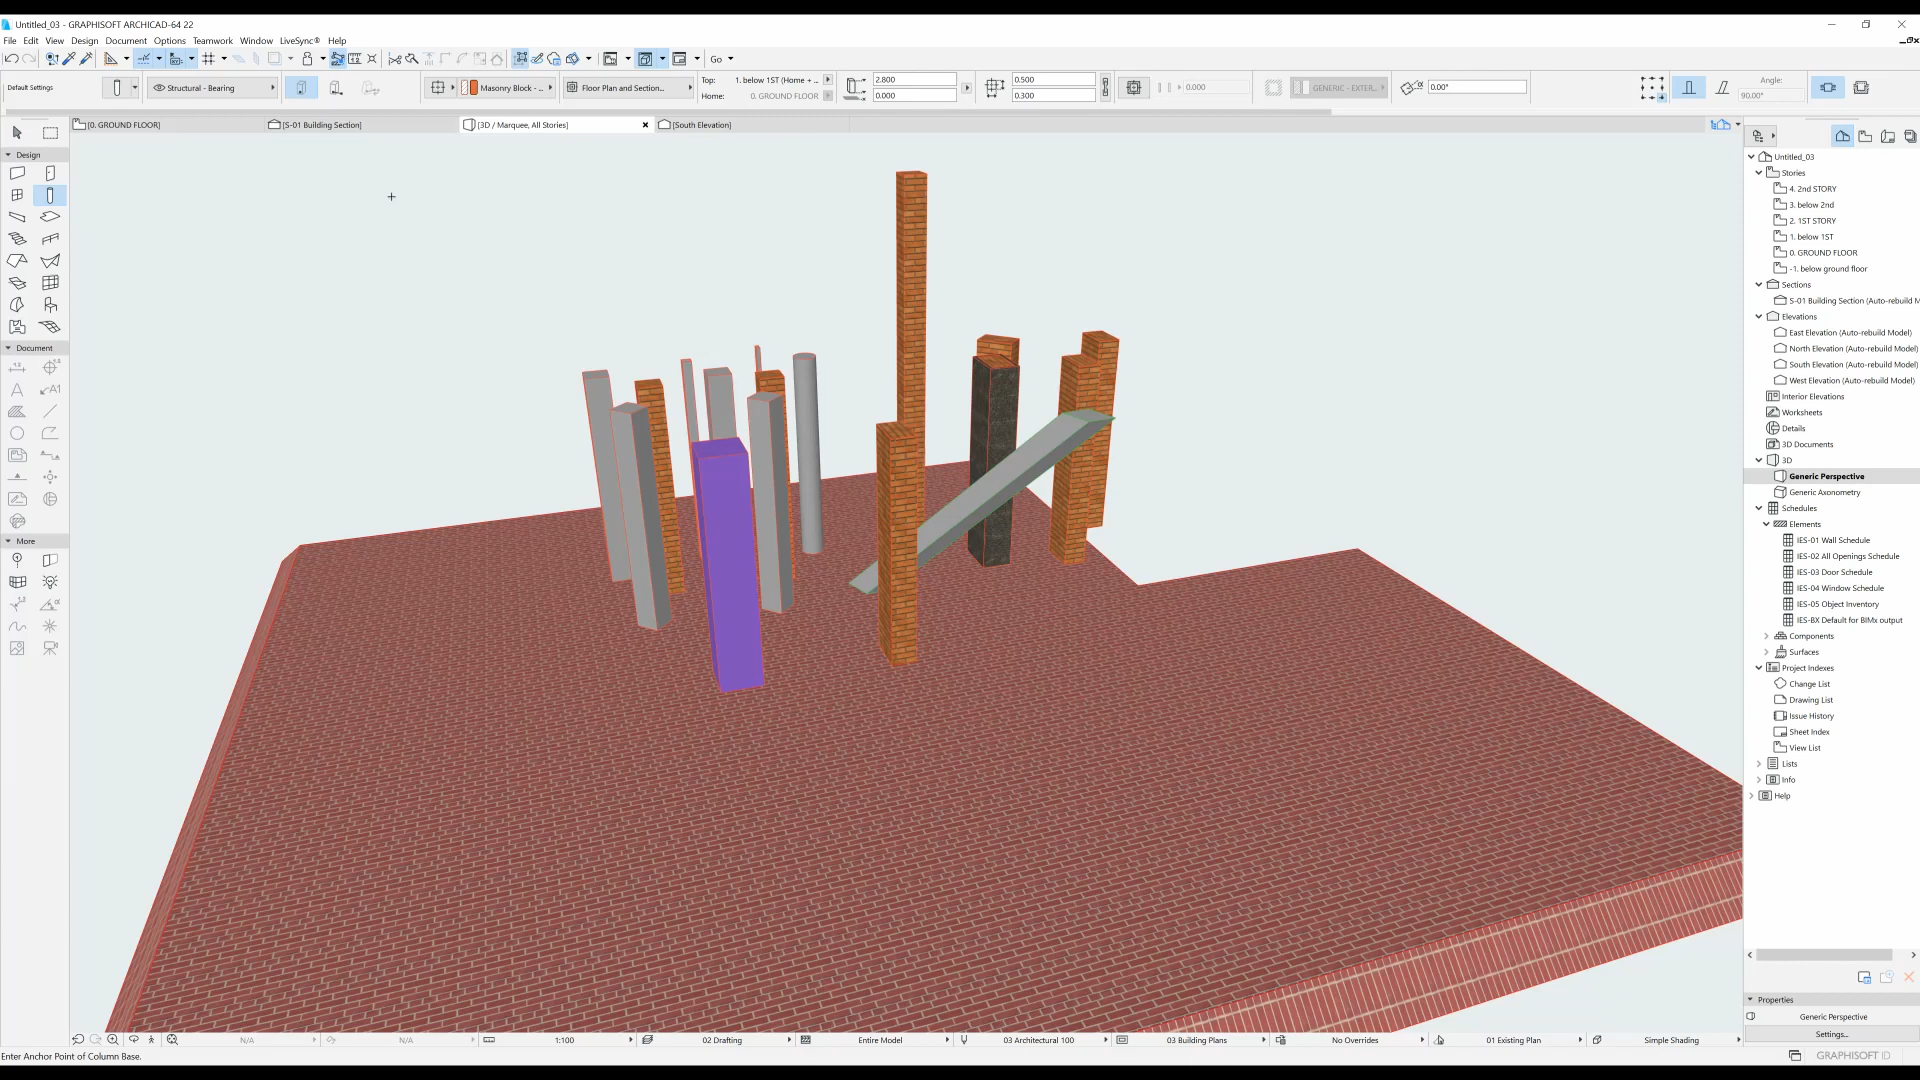 Untitled_03 - GRAPHISOFT ARCHICAD-64 22
File Edit View Design Document Options Teamwork Window LiveSync® Help
Go
Default Settings
Structural - Bearing
Masonry Block - ...
Floor Plan and Section...
Top: 1. below 1ST (Home + ...
Home: 0. GROUND FLOOR
2.800
0.000
0.500
0.300
0.000
GENERIC - EXTER...
0.00°
Angle:
90.00°
[0. GROUND FLOOR]
[S-01 Building Section]
[3D / Marquee, All Stories]
[South Elevation]
Design
Document
A
A1
More
Untitled_03
Stories
4. 2nd STORY
3. below 2nd
2. 1ST STORY
1. below 1ST
0. GROUND FLOOR
-1. below ground floor
Sections
S-01 Building Section (Auto-rebuild M
Elevations
East Elevation (Auto-rebuild Model)
North Elevation (Auto-rebuild Model)
South Elevation (Auto-rebuild Model)
West Elevation (Auto-rebuild Model)
Interior Elevations
Worksheets
Details
3D Documents
3D
Generic Perspective
Generic Axonometry
Schedules
Elements
IES-01 Wall Schedule
IES-02 All Openings Schedule
IES-03 Door Schedule
IES-04 Window Schedule
IES-05 Object Inventory
IES-BX Default for BIMx output
Components
Surfaces
Project Indexes
Change List
Drawing List
Issue History
Sheet Index
View List
Lists
Info
Help
Properties
Generic Perspective
Settings...
N/A
N/A
1:100
02 Drafting
Entire Model
03 Architectural 100
03 Building Plans
No Overrides
01 Existing Plan
Simple Shading
Enter Anchor Point of Column Base.
GRAPHISOFT ID